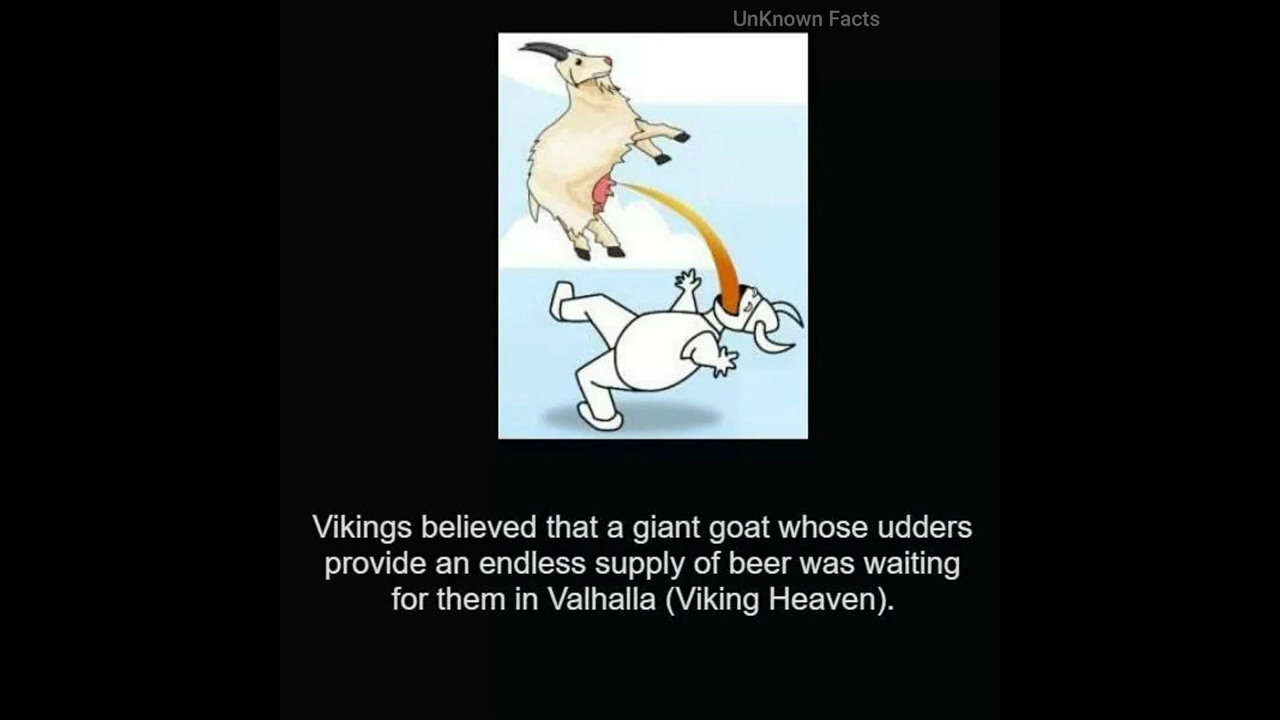 UnKnown Facts
Vikings believed that a giant goat whose udders
provide an endless supply of beer was waiting
for them in Valhalla (Viking Heaven).